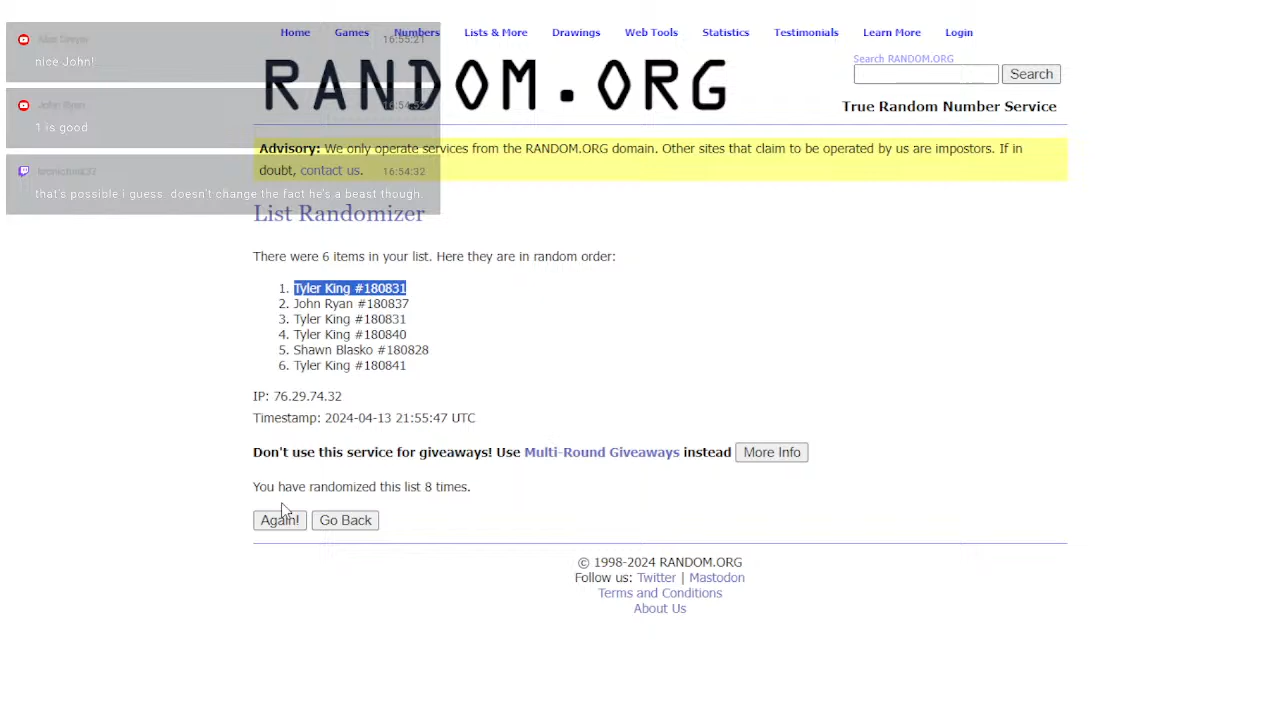 Home Games Numbers Lists & More Drawings Web Tools Statistics Testimonials Learn More Login
16:55:21
nice John!
RANDOM.ORG
Search RANDOM.ORG
Search
True Random Number Service
John Ryan 16:54:52
1 is good
Advisory: We only operate services from the RANDOM.ORG domain. Other sites that claim to be operated by us are impostors. If in
doubt, contact us.
16:54:32
that's possible i guess. doesn't change the fact he's a beast though.
List Randomizer
There were 6 items in your list. Here they are in random order:
1. Tyler King #180831
2. John Ryan #180837
3. Tyler King #180831
4. Tyler King #180840
5. Shawn Blasko #180828
6. Tyler King #180841
IP: 76.29.74.32
Timestamp: 2024-04-13 21:55:47 UTC
Don't use this service for giveaways! Use Multi-Round Giveaways instead More Info
You have randomized this list 8 times.
Again! Go Back
© 1998-2024 RANDOM.ORG
Follow us: Twitter | Mastodon
Terms and Conditions
About Us